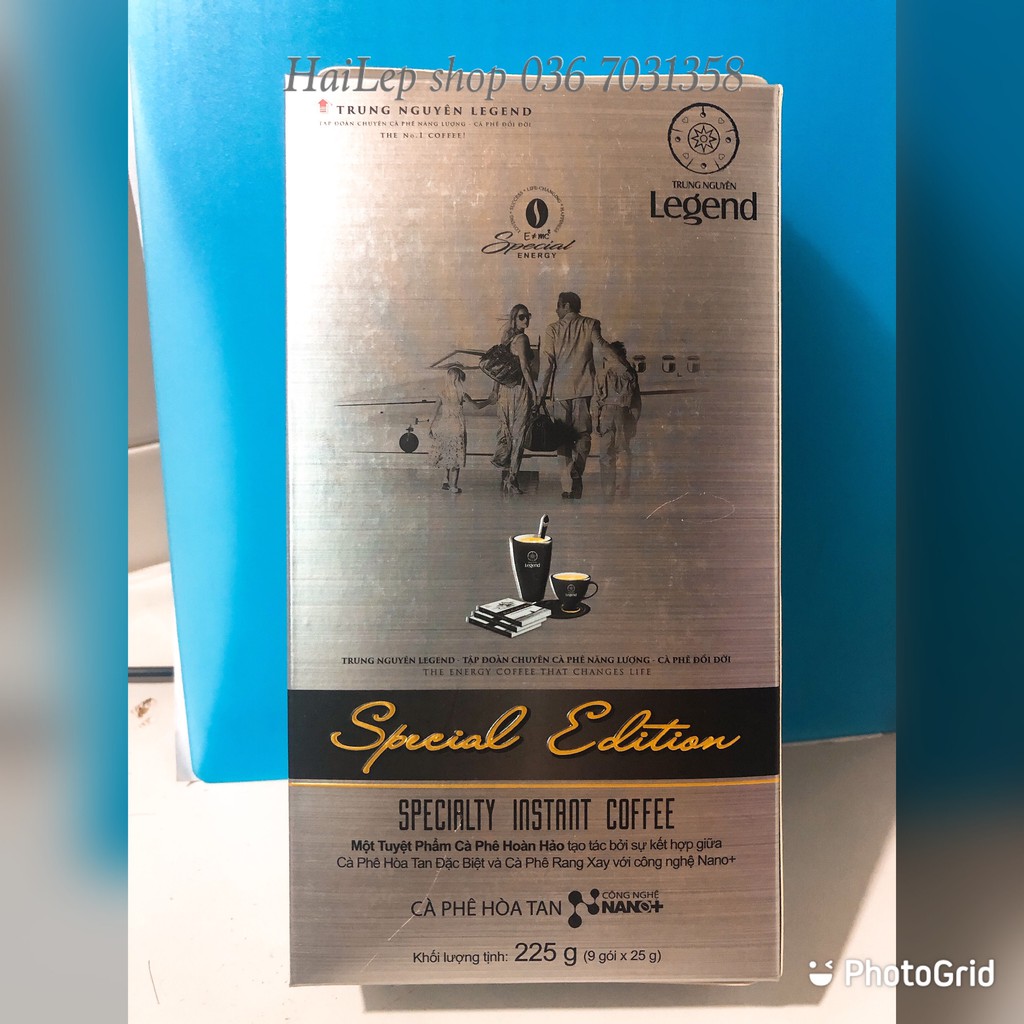 HaiLep shop 036 7031358
TRUNG NGUYÊN LEGEND
TẬP ĐOÀN CHUYÊN CÀ PHÊ NĂNG LƯỢNG - CÀ PHÊ ĐỔI ĐỜI
THE No.1 COFFEE!
TRUNG NGUYÊN
Legend
SUCCESS • LIFE-CHANGING • HAPPINESS
Special
ENERGY
Legend
Legend
TRUNG NGUYÊN LEGEND - TẬP ĐOÀN CHUYÊN CÀ PHÊ NĂNG LƯỢNG - CÀ PHÊ ĐỔI ĐỜI
THE ENERGY COFFEE THAT CHANGES LIFE
Special Edition
SPECIALTY INSTANT COFFEE
Một Tuyệt Phẩm Cà Phê Hoàn Hảo tạo tác bởi sự kết hợp giữa
Cà Phê Hòa Tan Đặc Biệt và Cà Phê Rang Xay với công nghệ Nano+
CÀ PHÊ HÒA TAN
CÔNG NGHỆ
NANO+
Khối lượng tịnh: 225 g (9 gói x 25 g)
PhotoGrid